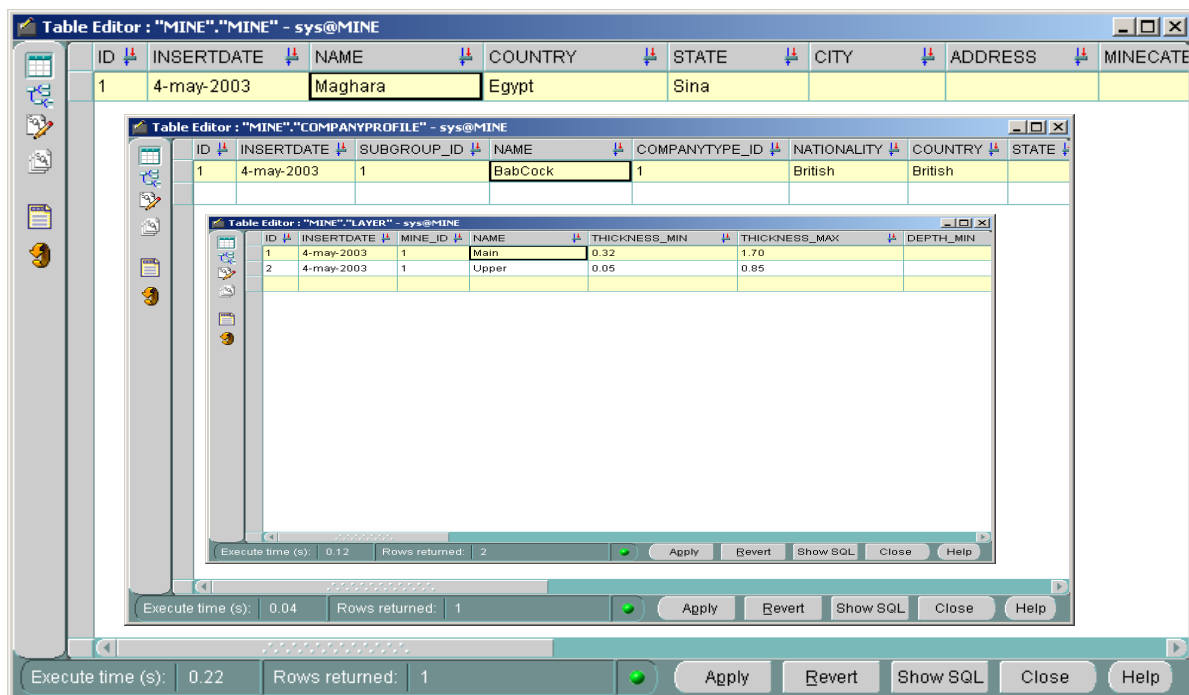 Table Editor : "MINE"."MINE" - sys@MINE
ID INSERTDATE NAME COUNTRY STATE CITY ADDRESS MINECATE
1 4-may-2003 Maghara Egypt Sina
Table Editor : "MINE"."COMPANYPROFILE" - sys@MINE
ID INSERTDATE SUBGROUP_ID NAME COMPANYTYPE_ID NATIONALITY COUNTRY STATE
1 4-may-2003 1 BabCock 1 British British
Table Editor : "MINE"."LAYER" - sys@MINE
ID INSERTDATE MINE_ID NAME THICKNESS_MIN THICKNESS_MAX DEPTH_MIN
1 4-may-2003 1 Main 0.32 1.70
2 4-may-2003 1 Upper 0.05 0.85
Execute time (s): 0.12 Rows returned: 2 Apply Revert Show SQL Close Help
Execute time (s): 0.04 Rows returned: 1 Apply Revert Show SQL Close Help
Execute time (s): 0.22 Rows returned: 1 Apply Revert Show SQL Close Help